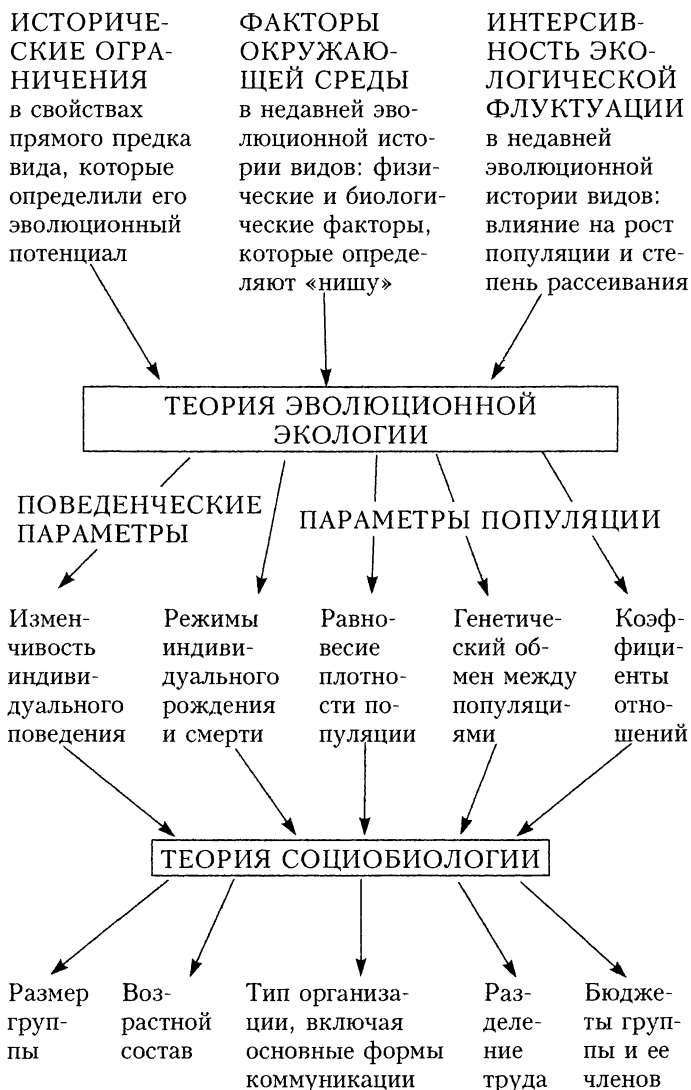 ИСТОРИЧЕ-
СКИЕ ОГРА-
НИЧЕНИЯ
в свойствах
прямого предка
вида, которые
определили его
эволюционный
потенциал
ФАКТОРЫ
ОКРУЖАЮ-
ЩЕЙ СРЕДЫ
в недавней эво-
люционной исто-
рии видов: физи-
ческие и биологи-
ческие факторы,
которые опреде-
ляют «нишу»
ИНТЕРСИВ-
НОСТЬ ЭКО-
ЛОГИЧЕСКОЙ
ФЛУКТУАЦИИ
в недавней
эволюционной
истории видов:
влияние на рост
популяции и сте-
пень рассеивания
ТЕОРИЯ ЭВОЛЮЦИОННОЙ
ЭКОЛОГИИ
ПОВЕДЕНЧЕСКИЕ
ПАРАМЕТРЫ
ПАРАМЕТРЫ ПОПУЛЯЦИИ
Измен-
чивость
индиви-
дуального
поведения
Режимы
индиви-
дуального
рождения
и смерти
Равно-
весие
плотно-
сти по-
пуляции
Генетиче-
ский об-
мен между
популяци-
ями
Коэф-
фици-
енты
отно-
шений
ТЕОРИЯ СОЦИОБИОЛОГИИ
Размер
груп-
пы
Воз-
растной
состав
Тип организа-
ции, включая
основные формы
коммуникации
Раз-
деле-
ние
труда
Бюдже-
ты груп-
пы и ее
членов